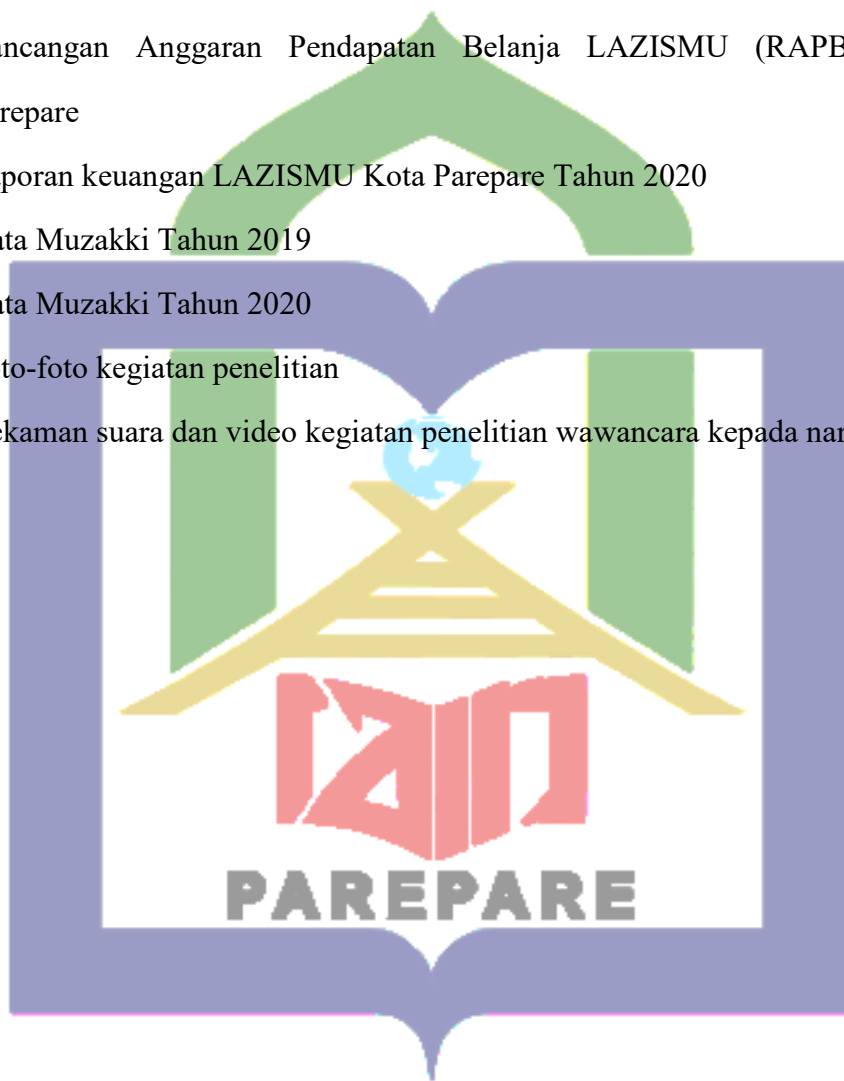 ancangan Anggaran Pendapatan Belanja LAZISMU (RAPB
repare
poran keuangan LAZISMU Kota Parepare Tahun 2020
ata Muzakki Tahun 2019
ata Muzakki Tahun 2020
to-foto kegiatan penelitian
ekaman suara dan video kegiatan penelitian wawancara kepada nar
iain
PAREPARE